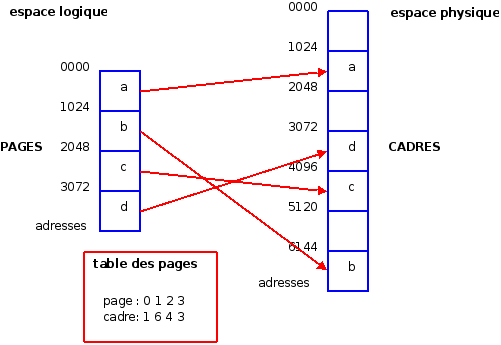 espace logique
0000
a
1024
b
PAGES
2048
c
3072
d
adresses
espace physique
0000
1024
a
2048
3072
d
CADRES
4096
c
5120
6144
b
adresses
table des pages
page : 0 1 2 3
cadre: 1 6 4 3